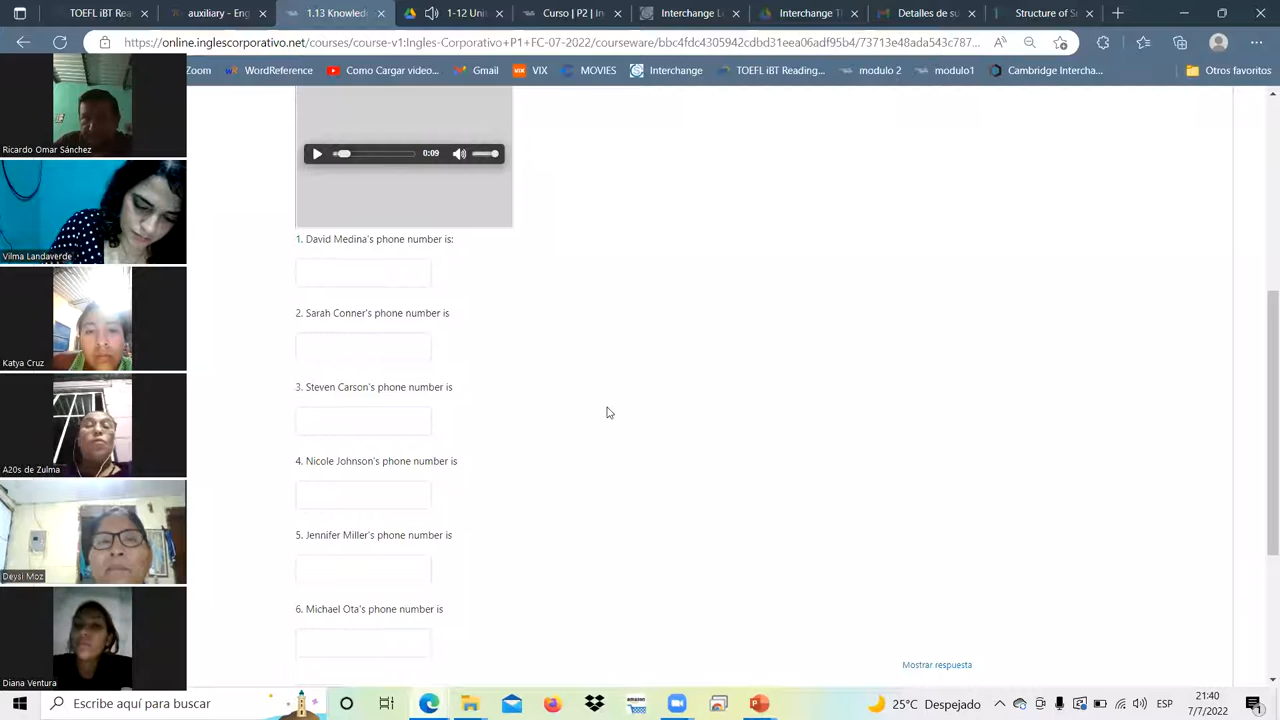 TOEFL iBT Rea
auxiliary - Eng
1.13 Knowled
1-12 Uni
Curso | P2 | In
Interchange Le
Interchange T
Detalles de s
Structure of S
https://online.inglescorporativo.net/courses/course-v1:Ingles-Corporativo+P1+FC-07-2022/courseware/bbc4fdc4305942cdbd31eea06adf95b4/73713e48ada543c787...
Zoom
WordReference
Como Cargar video...
Gmail
VIX
MOVIES
Interchange
TOEFL iBT® Reading...
modulo 2
modulo1
Cambridge Intercha...
Otros favoritos
Ricardo Omar Sánchez
Vilma Landaverde
Katya Cruz
A20s de Zulma
Deysi Moz
Diana Ventura
0:09
1. David Medina's phone number is:
2. Sarah Conner's phone number is
3. Steven Carson's phone number is
4. Nicole Johnson's phone number is
5. Jennifer Miller's phone number is
6. Michael Ota's phone number is
Mostrar respuesta
Escribe aquí para buscar
25°C Despejado
ESP
21:40
7/7/2022